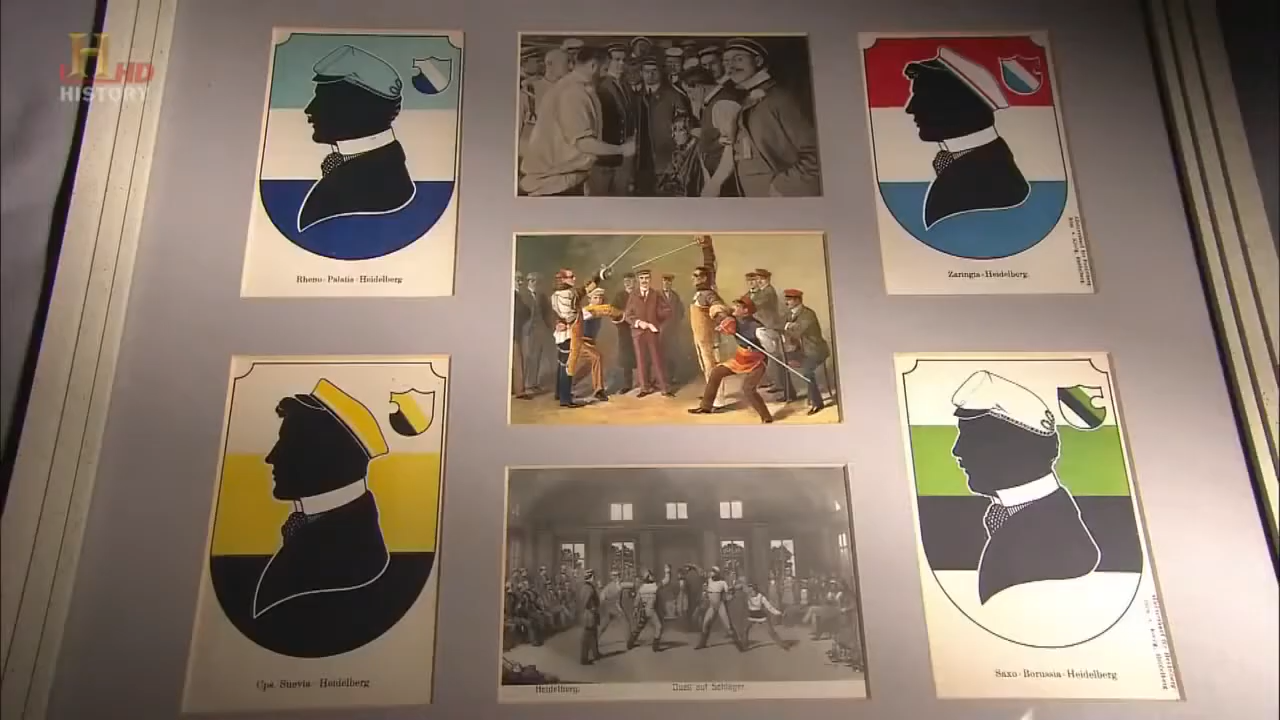 H
HD
HISTORY
Rheno-Palatia-Heidelberg
Zaringia-Heidelberg.
Cps. Suevia-Heidelberg
Saxo-Borussia-Heidelberg
Heidelberg.
Duell auf Schläger.